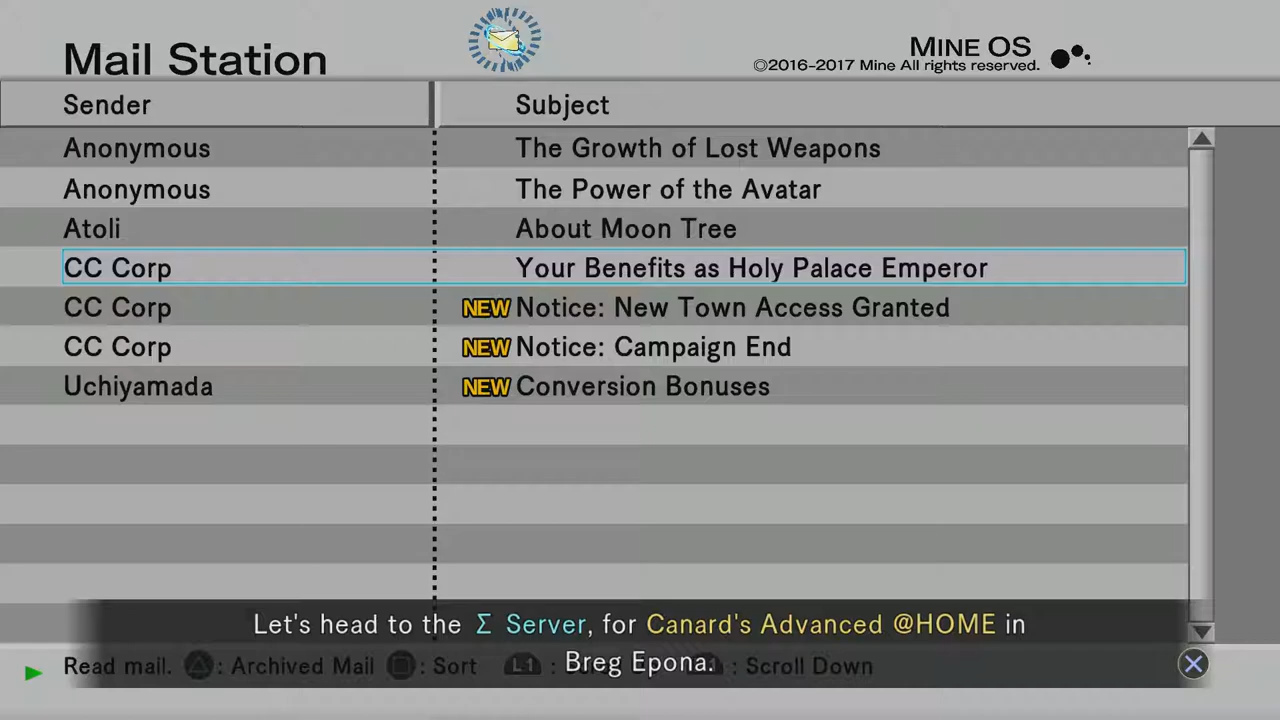 Mail Station
MINE OS
©2016-2017 Mine All rights reserved.
Sender Subject
Anonymous The Growth of Lost Weapons
Anonymous The Power of the Avatar
Atoli About Moon Tree
CC Corp Your Benefits as Holy Palace Emperor
CC Corp NEW Notice: New Town Access Granted
CC Corp NEW Notice: Campaign End
Uchiyamada NEW Conversion Bonuses
Let's head to the Σ Server, for Canard's Advanced @HOME in
Breg Epona.
Read mail. : Archived Mail : Sort L1 : Scroll Down